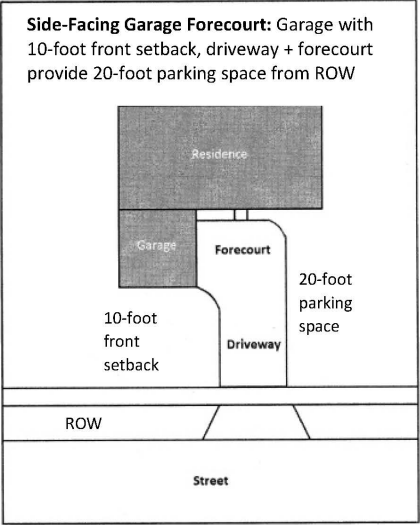 Side-Facing Garage Forecourt: Garage with
10-foot front setback, driveway + forecourt
provide 20-foot parking space from ROW
Residence
Garage
Forecourt
20-foot
parking
space
10-foot
front
setback
Driveway
ROW
Street